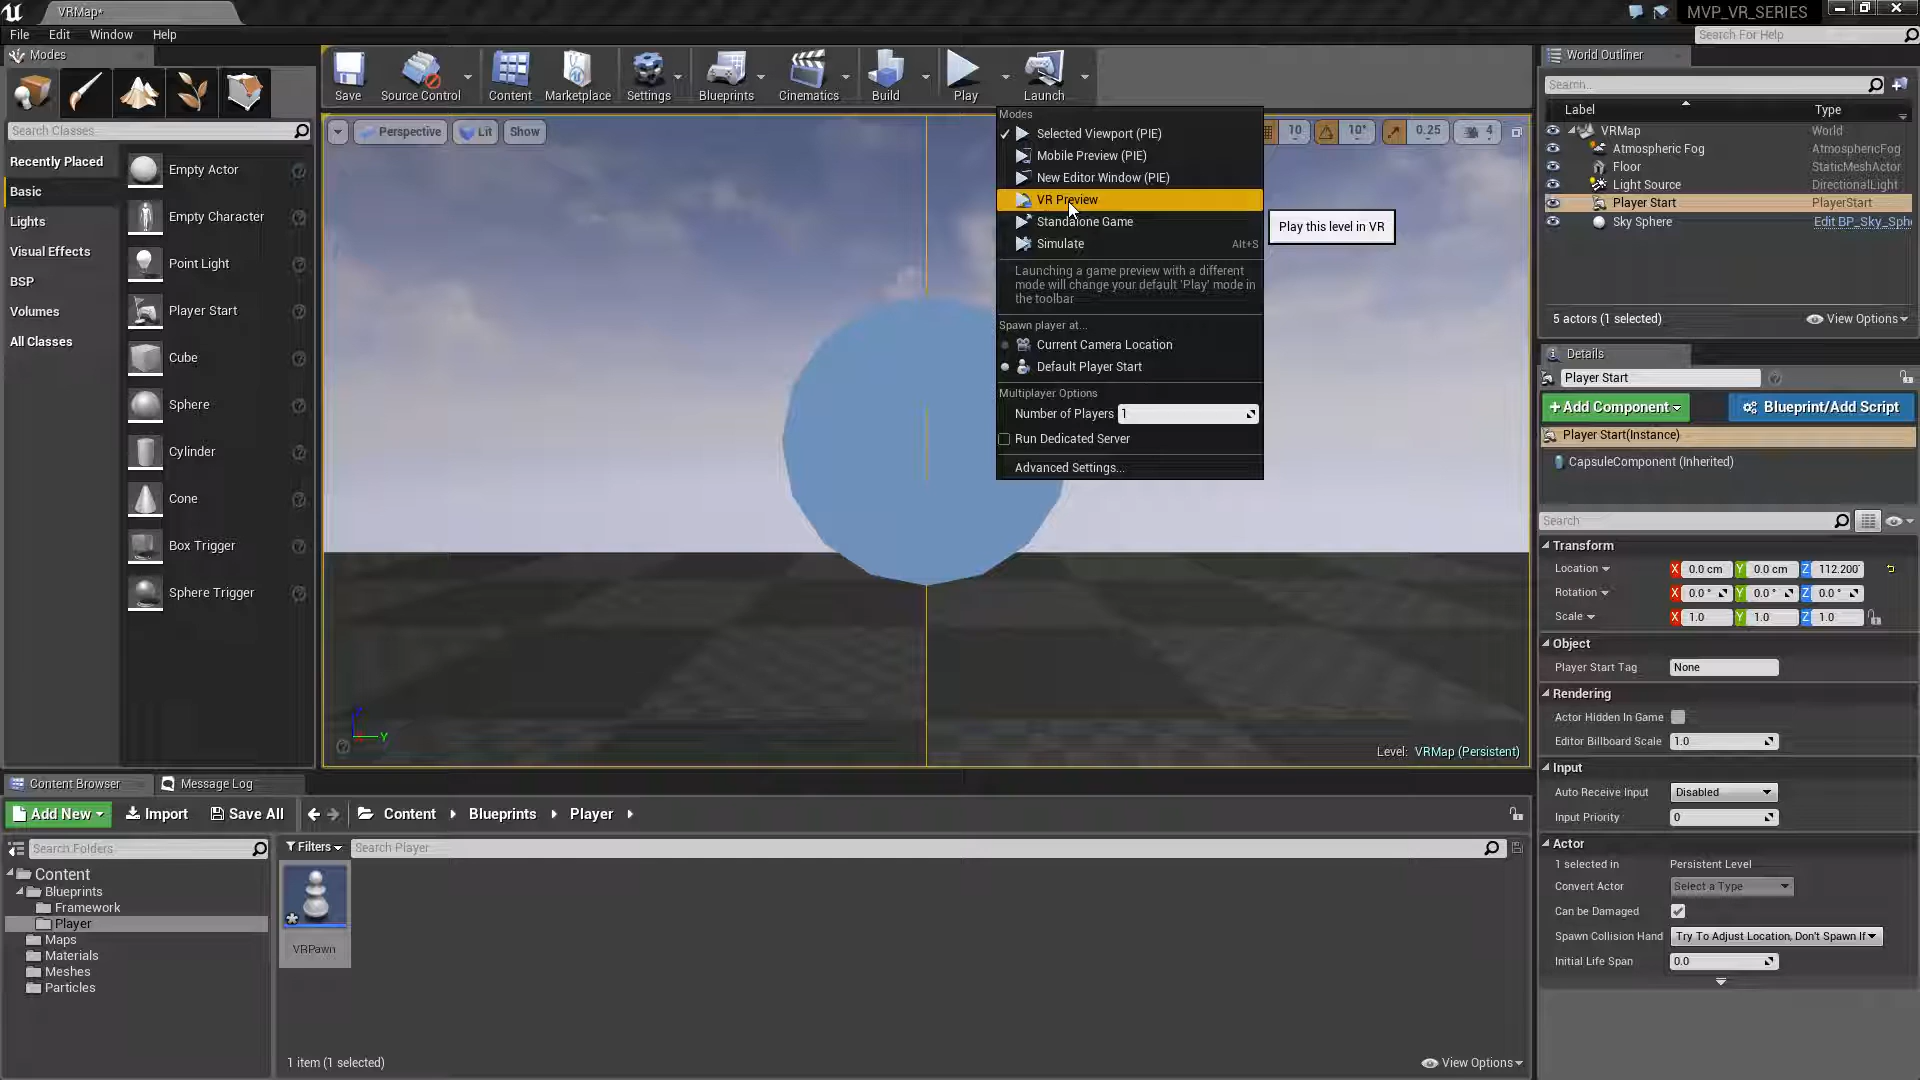 VRMap*
MVP_VR_SERIES
File Edit Window Help
Search For Help
Modes
Save
Source Control
Content
Marketplace
Settings
Blueprints
Cinematics
Build
Play
Launch
Search Classes
Recently Placed
Basic
Lights
Visual Effects
BSP
Volumes
All Classes
Empty Actor
Empty Character
Point Light
Player Start
Cube
Sphere
Cylinder
Cone
Box Trigger
Sphere Trigger
Perspective
Lit
Show
10
10°
0.25
4
Modes
Selected Viewport (PIE)
Mobile Preview (PIE)
New Editor Window (PIE)
VR Preview
Standalone Game
Simulate Alt+S
Launching a game preview with a different
mode will change your default 'Play' mode in
the toolbar
Spawn player at...
Current Camera Location
Default Player Start
Multiplayer Options
Number of Players 1
Run Dedicated Server
Advanced Settings...
Play this level in VR
Z
Y
Level: VRMap (Persistent)
World Outliner
Search...
Label Type
VRMap World
Atmospheric Fog AtmosphericFog
Floor StaticMeshActor
Light Source DirectionalLight
Player Start PlayerStart
Sky Sphere Edit BP_Sky_Sph
5 actors (1 selected) View Options
Details
Player Start
+Add Component Blueprint/Add Script
Player Start(Instance)
CapsuleComponent (Inherited)
Search
Transform
Location X 0.0 cm Y 0.0 cm Z 112.200
Rotation X 0.0 ° Y 0.0 ° Z 0.0 °
Scale X 1.0 Y 1.0 Z 1.0
Object
Player Start Tag None
Rendering
Actor Hidden In Game
Editor Billboard Scale 1.0
Input
Auto Receive Input Disabled
Input Priority 0
Actor
1 selected in Persistent Level
Convert Actor Select a Type
Can be Damaged
Spawn Collision Hand Try To Adjust Location, Don't Spawn If
Initial Life Span 0.0
Content Browser Message Log
Add New Import Save All Content Blueprints Player
Search Folders
Filters Search Player
Content
Blueprints
Framework
Player
Maps
Materials
Meshes
Particles
VRPawn
1 item (1 selected) View Options